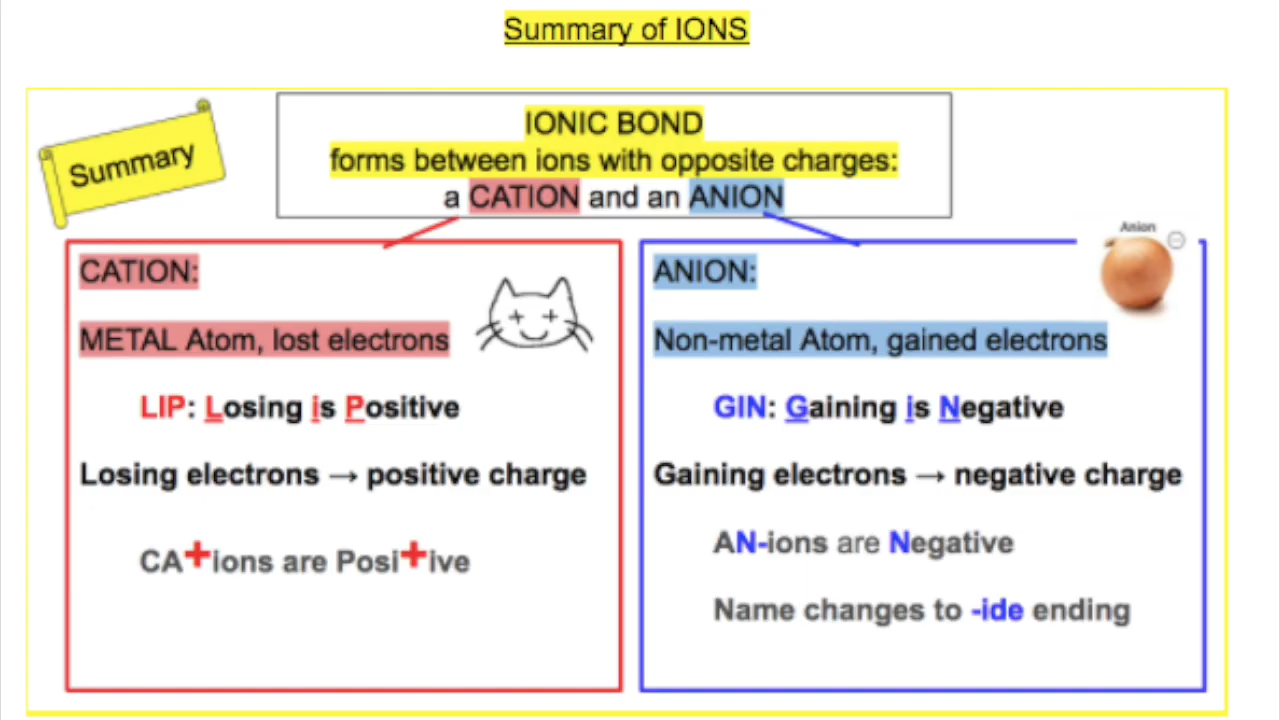 Summary of IONS
Summary
IONIC BOND
forms between ions with opposite charges:
a CATION and an ANION
CATION:
METAL Atom, lost electrons
LIP: Losing is Positive
Losing electrons → positive charge
CA+ions are Posi+ive
Anion
ANION:
Non-metal Atom, gained electrons
GIN: Gaining is Negative
Gaining electrons → negative charge
AN-ions are Negative
Name changes to -ide ending